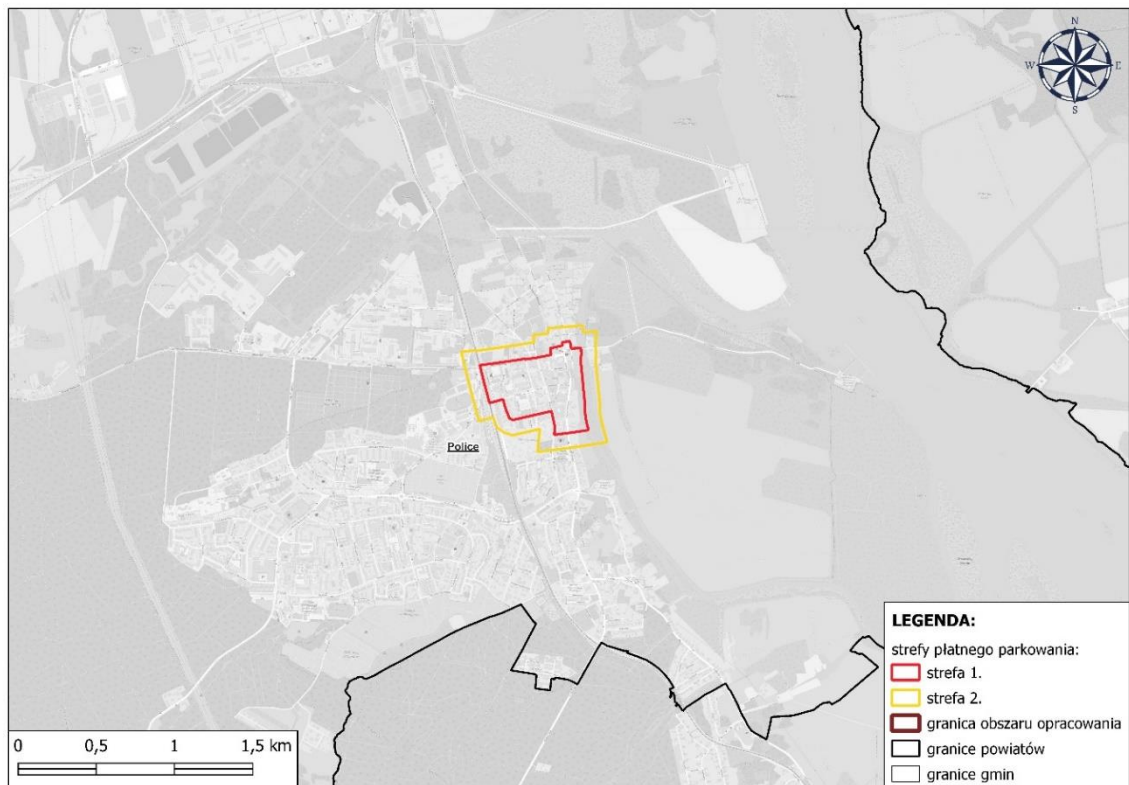 N
W E
S
Police
LEGENDA:
strefy płatnego parkowania:
strefa 1.
strefa 2.
granica obszaru opracowania
granice powiatów
granice gmin
0 0,5 1 1,5 km